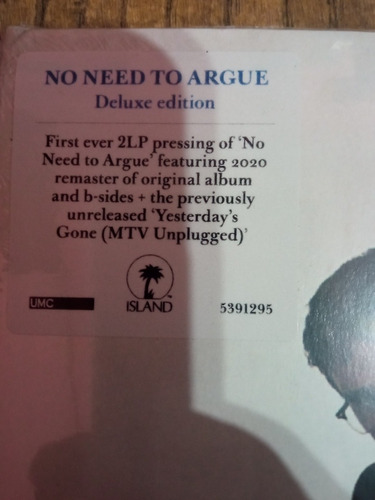 NO NEED TO ARGUE
Deluxe edition
First ever 2LP pressing of ‘No
Need to Argue’ featuring 2020
remaster of original album
and b-sides + the previously
unreleased ‘Yesterday’s
Gone (MTV Unplugged)’
UMC
ISLAND™
5391295